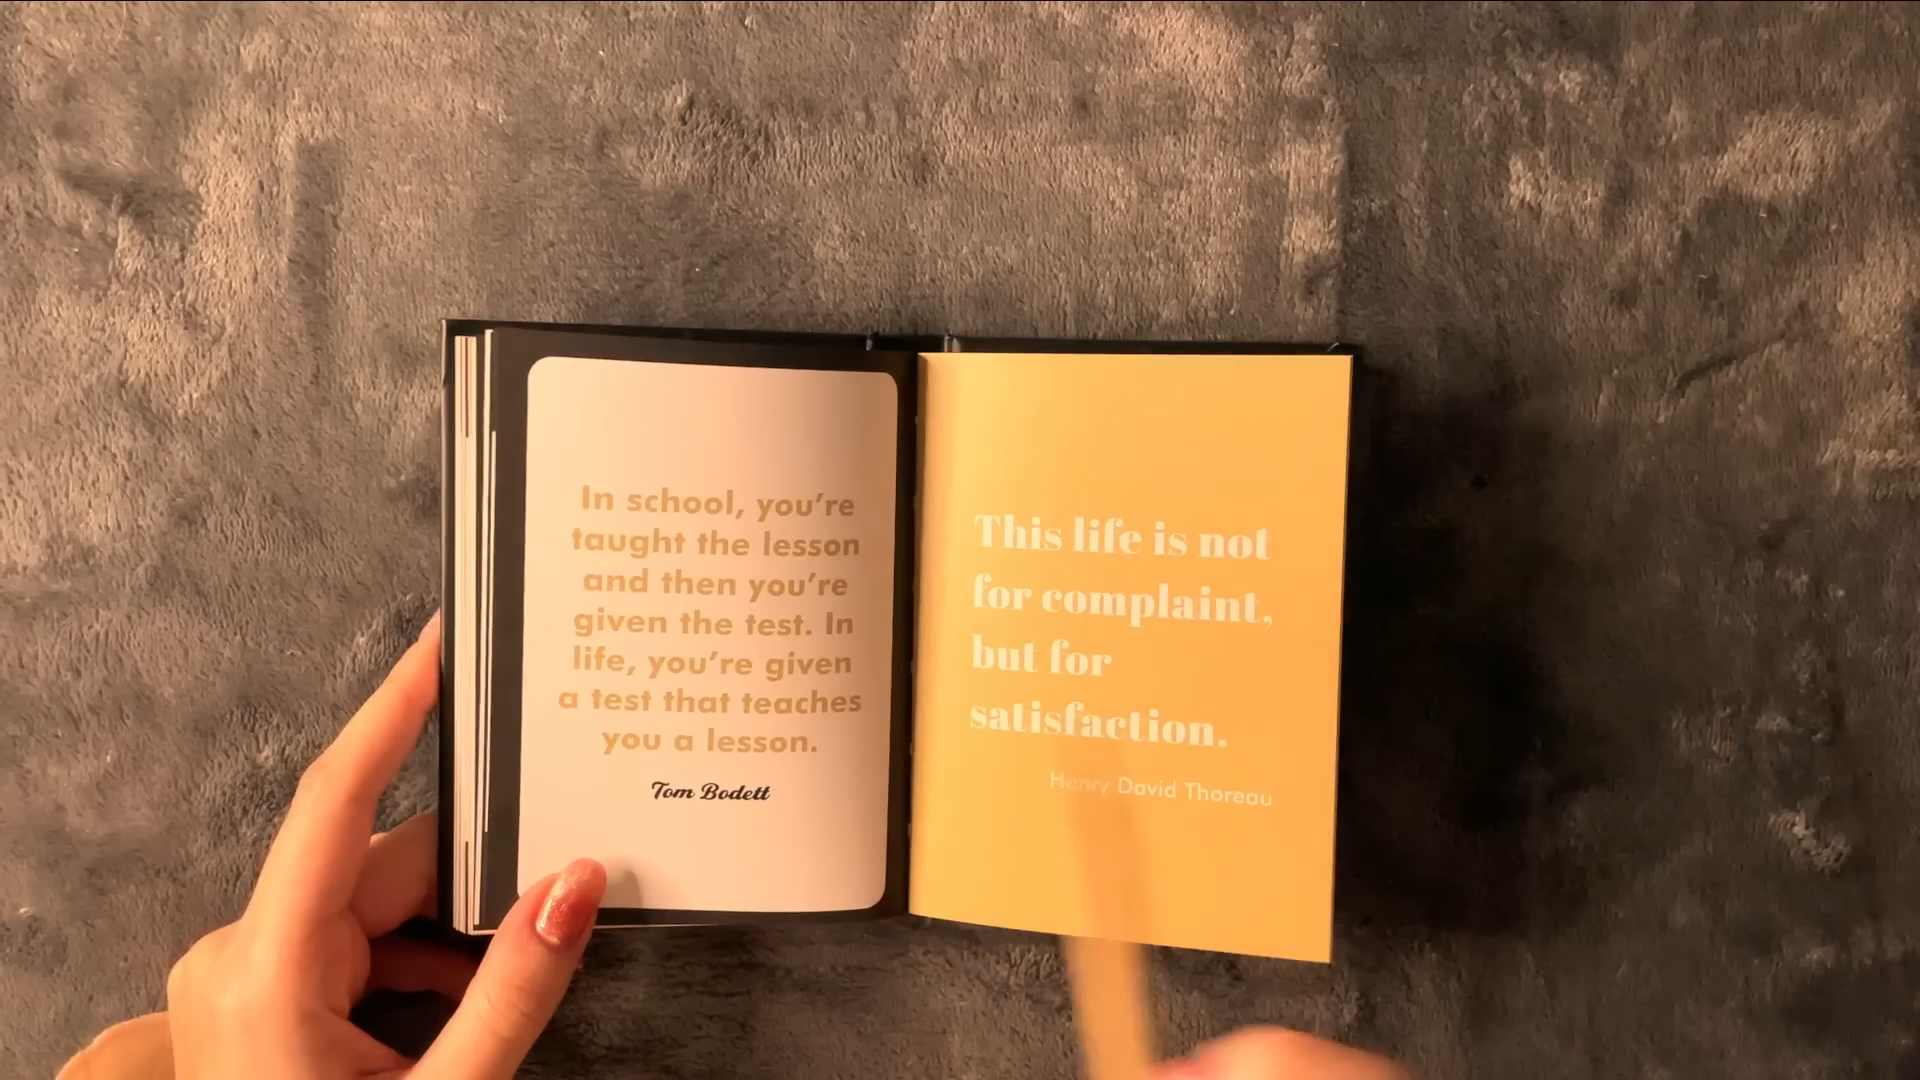 In school, you're
taught the lesson
and then you're
given the test. In
life, you're given
a test that teaches
you a lesson.
Tom Bodett
This life is not
for complaint,
but for
satisfaction.
Henry David Thoreau